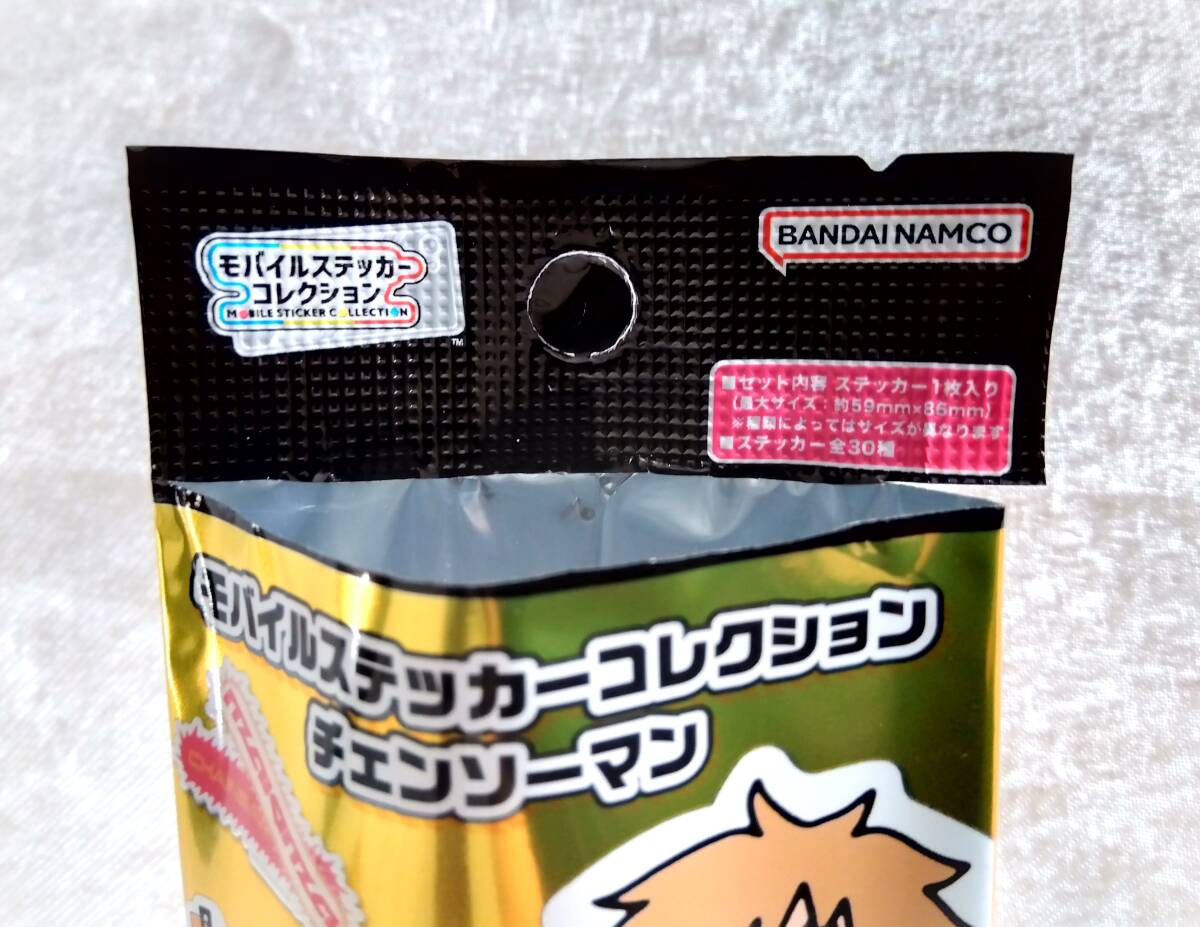 モバイルステッカー
コレクション
MOBILE STICKER COLLECTION
TM
BANDAI NAMCO
■セット内容 ステッカー1枚入り
(最大サイズ:約59mm×86mm)
※種類によってはサイズが異なります
■ステッカー全30種
モバイルステッカーコレクション
チェンソーマン